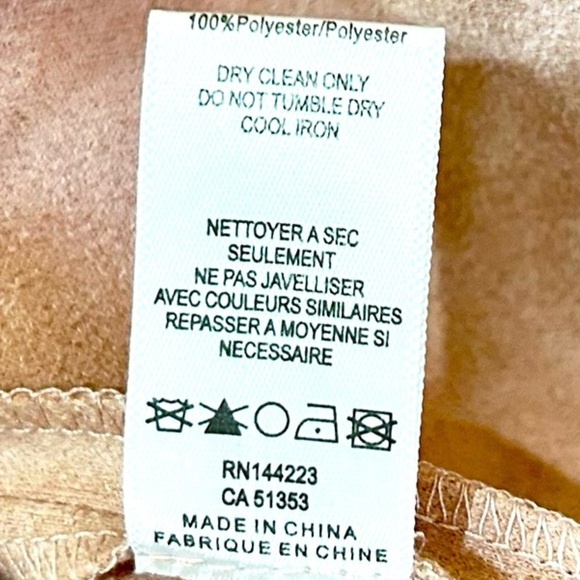 100%Polyester/Polyester
DRY CLEAN ONLY
DO NOT TUMBLE DRY
COOL IRON
NETTOYER A SEC
SEULEMENT
NE PAS JAVELLISER
AVEC COULEURS SIMILAIRES
REPASSER A MOYENNE SI
NECESSAIRE
RN144223
CA 51353
MADE IN CHINA
FABRIQUE EN CHINE